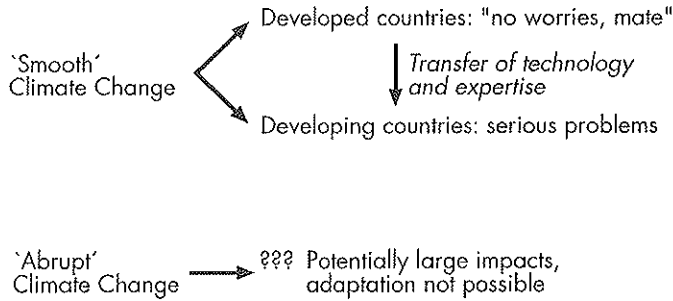 Developed countries: "no worries, mate"
`Smooth´
Climate Change
Transfer of technology
and expertise
Developing countries: serious problems
`Abrupt´
Climate Change
??? Potentially large impacts,
adaptation not possible